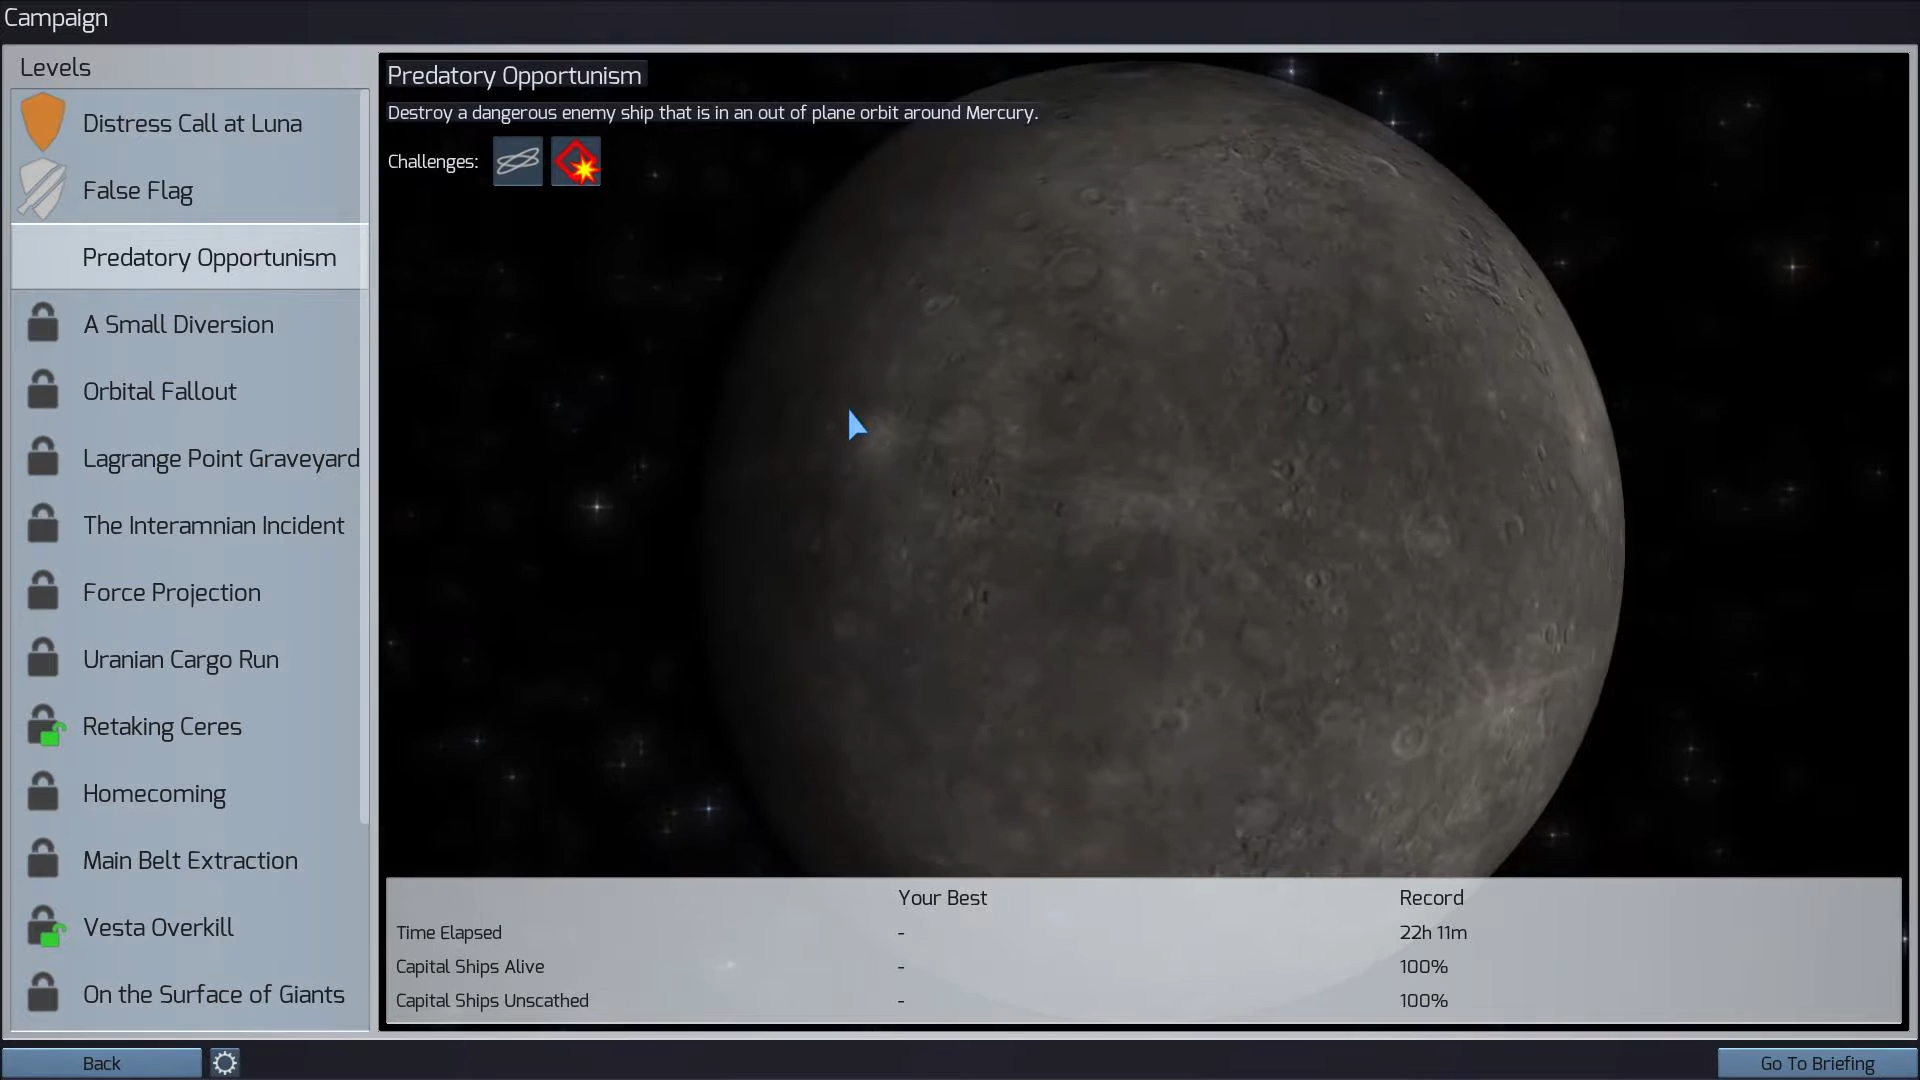 Campaign
Levels
Distress Call at Luna
False Flag
Predatory Opportunism
A Small Diversion
Orbital Fallout
Lagrange Point Graveyard
The Interamnian Incident
Force Projection
Uranian Cargo Run
Retaking Ceres
Homecoming
Main Belt Extraction
Vesta Overkill
On the Surface of Giants
Predatory Opportunism
Destroy a dangerous enemy ship that is in an out of plane orbit around Mercury.
Challenges:
Your Best Record
Time Elapsed - 22h 11m
Capital Ships Alive - 100%
Capital Ships Unscathed - 100%
Back
Go To Briefing